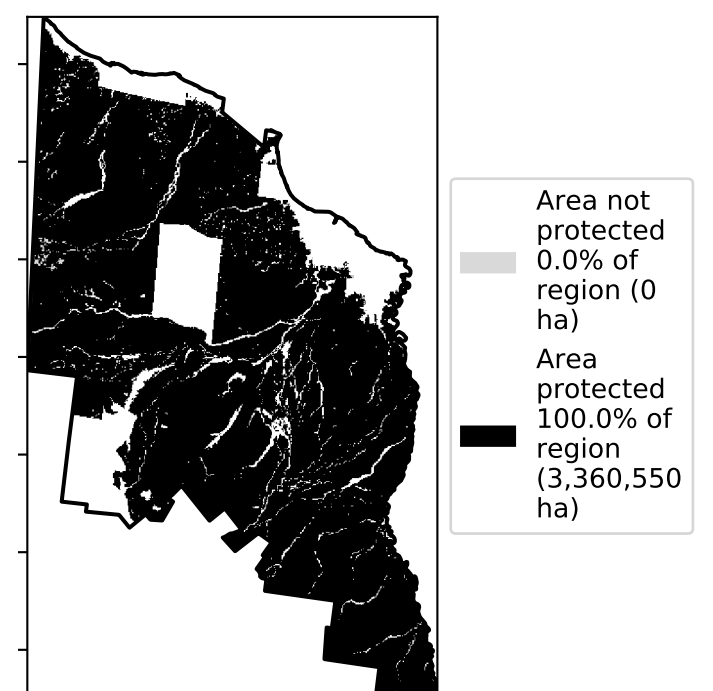 Area not
protected
0.0% of
region (0
ha)
Area
protected
100.0% of
region
(3,360,550
ha)